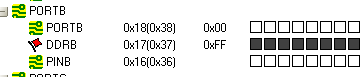 PORTB
PORTB 0x18(0x38) 0x00
DDRB 0x17(0x37) 0xFF
PINB 0x16(0x36)